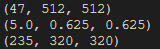 (47, 512, 512)
(5.0, 0.625, 0.625)
(235, 320, 320)